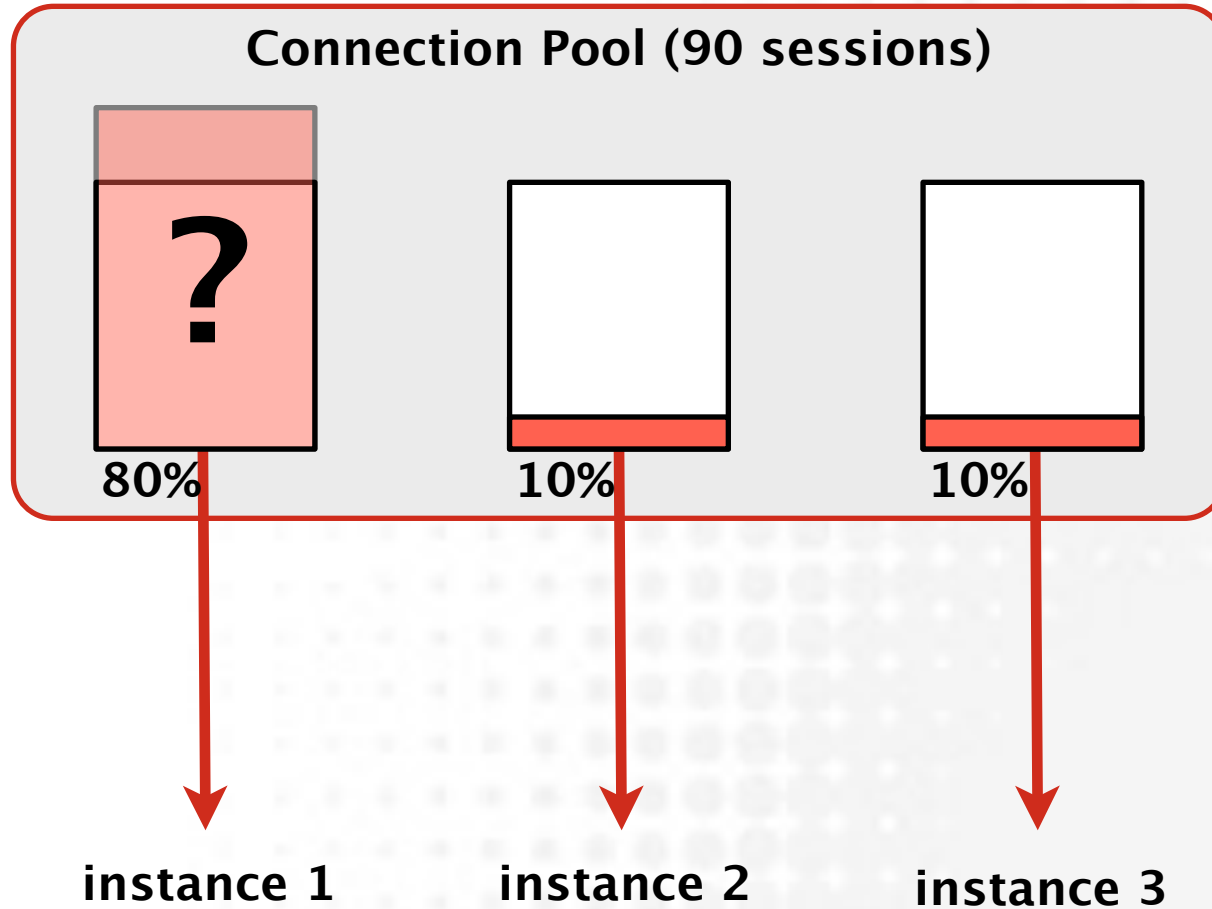 Connection Pool (90 sessions)
?
80%
10%
10%
instance 1
instance 2
instance 3